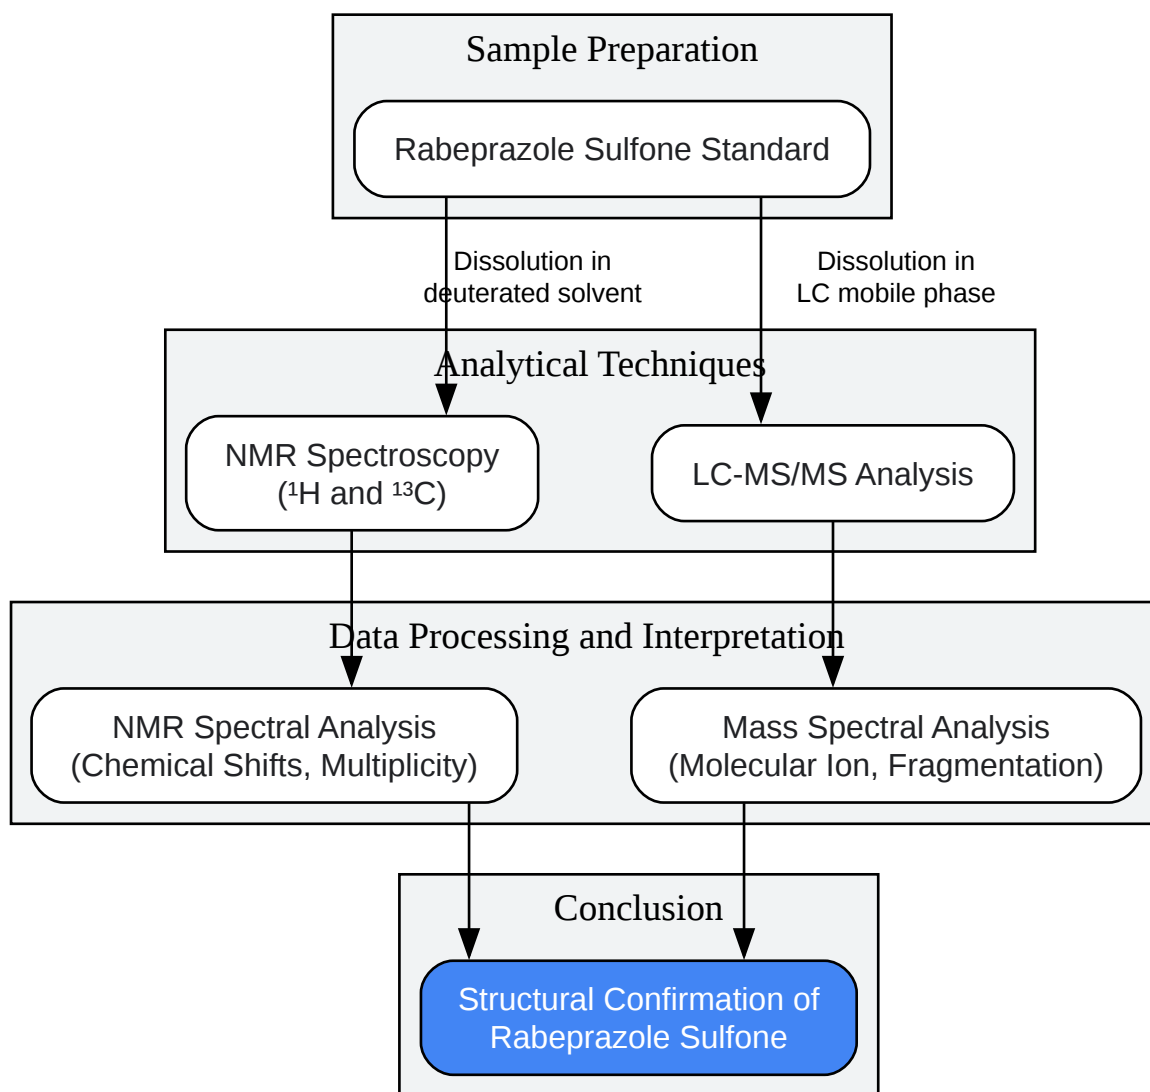 Sample Preparation
Rabeprazole Sulfone Standard
Dissolution in
deuterated solvent
Dissolution in
LC mobile phase
Analytical Techniques
NMR Spectroscopy
(¹H and ¹³C)
LC-MS/MS Analysis
Data Processing and Interpretation
NMR Spectral Analysis
(Chemical Shifts, Multiplicity)
Mass Spectral Analysis
(Molecular Ion, Fragmentation)
Conclusion
Structural Confirmation of
Rabeprazole Sulfone